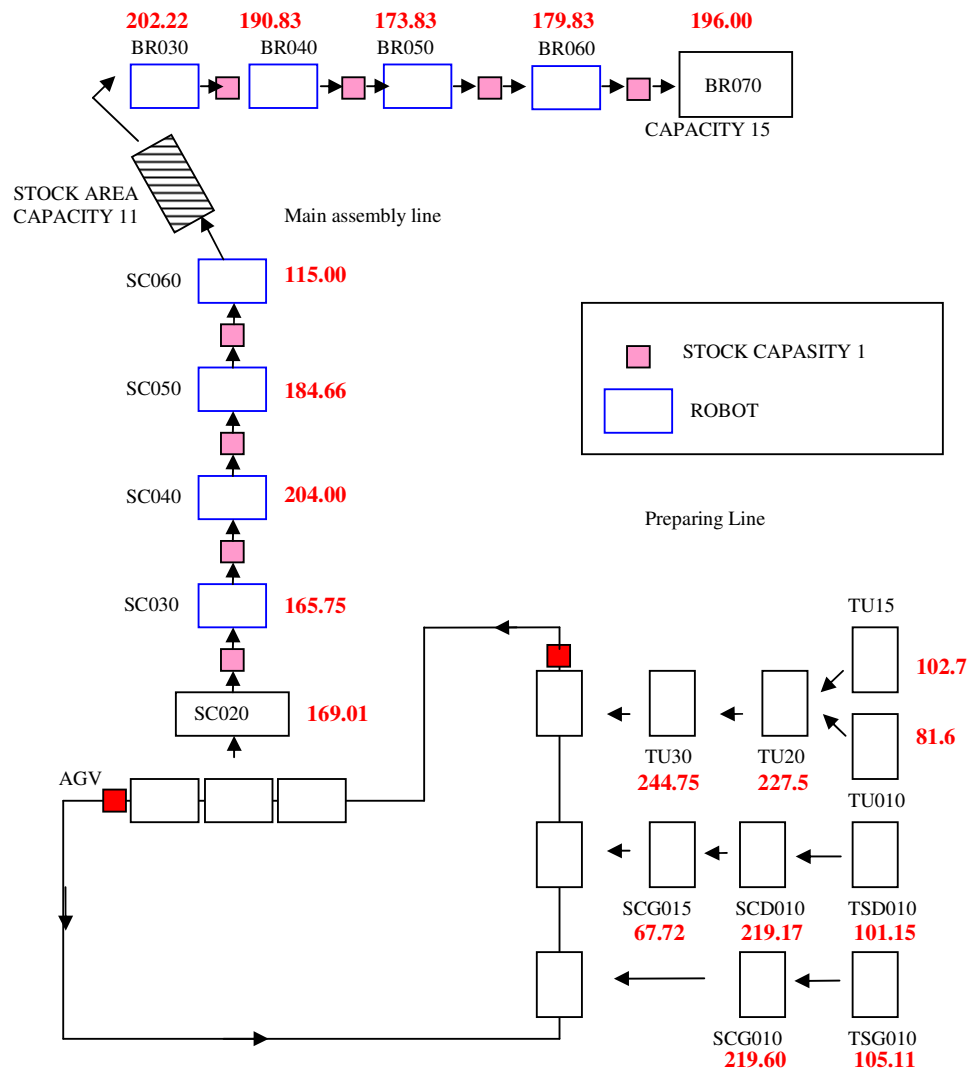 202.22 190.83 173.83 179.83 196.00
BR030 BR040 BR050 BR060
BR070
CAPACITY 15
STOCK AREA
CAPACITY 11
Main assembly line
SC060 115.00
STOCK CAPASITY 1
SC050 184.66
ROBOT
SC040 204.00
Preparing Line
SC030 165.75
TU15
102.7
SC020 169.01
81.6
TU30 TU20
244.75 227.5
AGV
TU010
SCG015 SCD010 TSD010
67.72 219.17 101.15
SCG010 TSG010
219.60 105.11